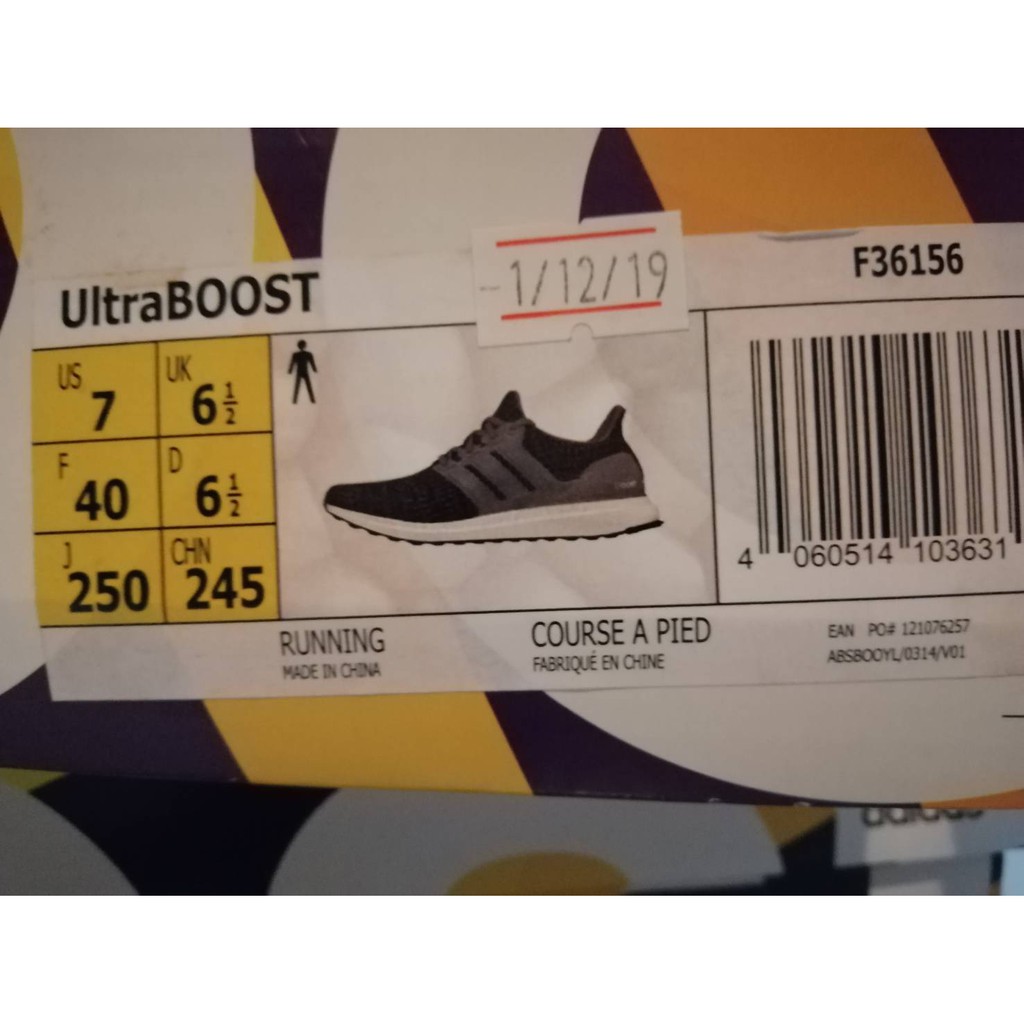 UltraBOOST
-1/12/19
F36156
US 7
UK 6 1/2
F 40
D 6 1/2
J 250
CHN 245
4 060514 103631
RUNNING
MADE IN CHINA
COURSE A PIED
FABRIQUÉ EN CHINE
EAN PO# 121076257
ABSBOOYL/0314/V01
adidas